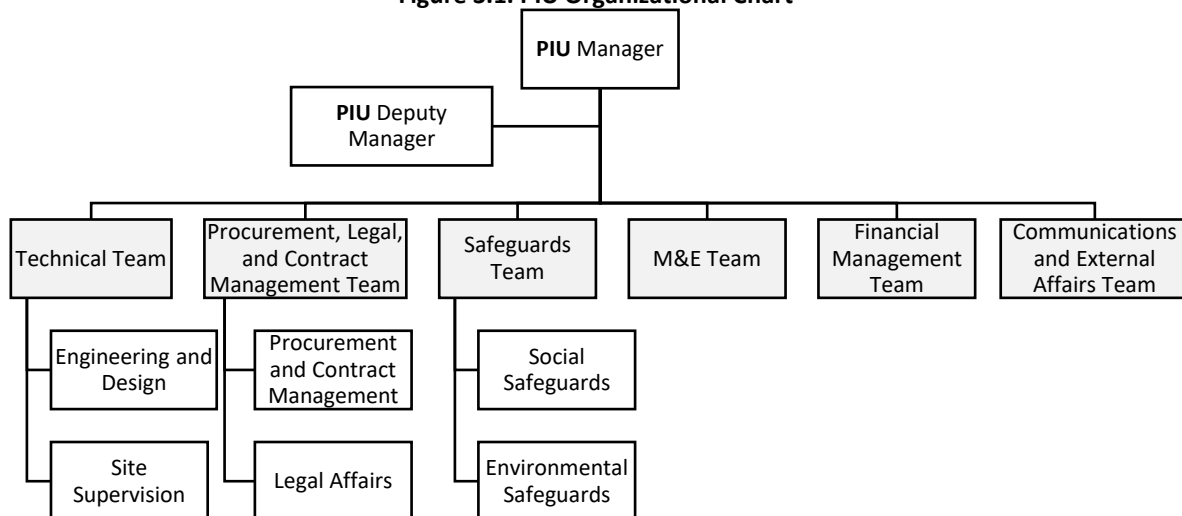 Figure PIU Organizational Chart
PIU Manager
PIU Deputy
Manager
Technical Team
Procurement, Legal,
and Contract
Management Team
Safeguards
Team
M&E Team
Financial
Management
Team
Communications
and External
Affairs Team
Engineering and
Design
Procurement
and Contract
Management
Social
Safeguards
Site
Supervision
Legal Affairs
Environmental
Safeguards